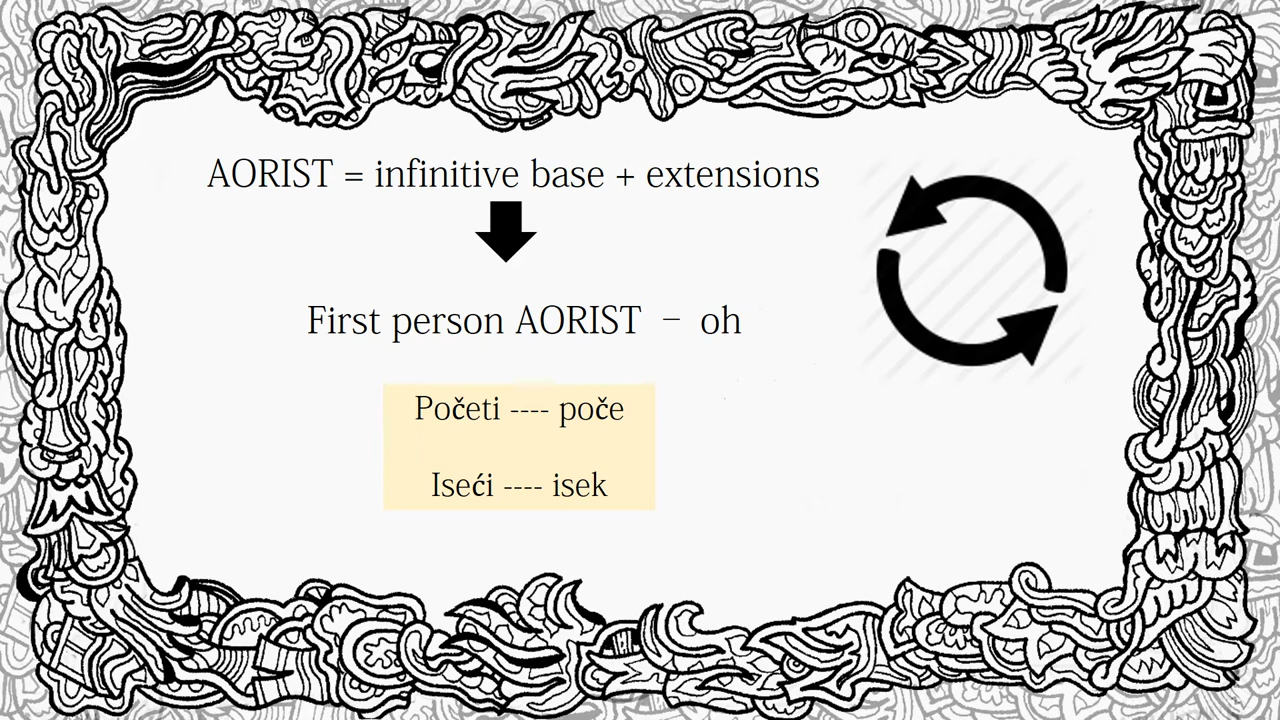 AORIST = infinitive base + extensions
First person AORIST – oh
Početi ---- poče
Iseći ---- isek